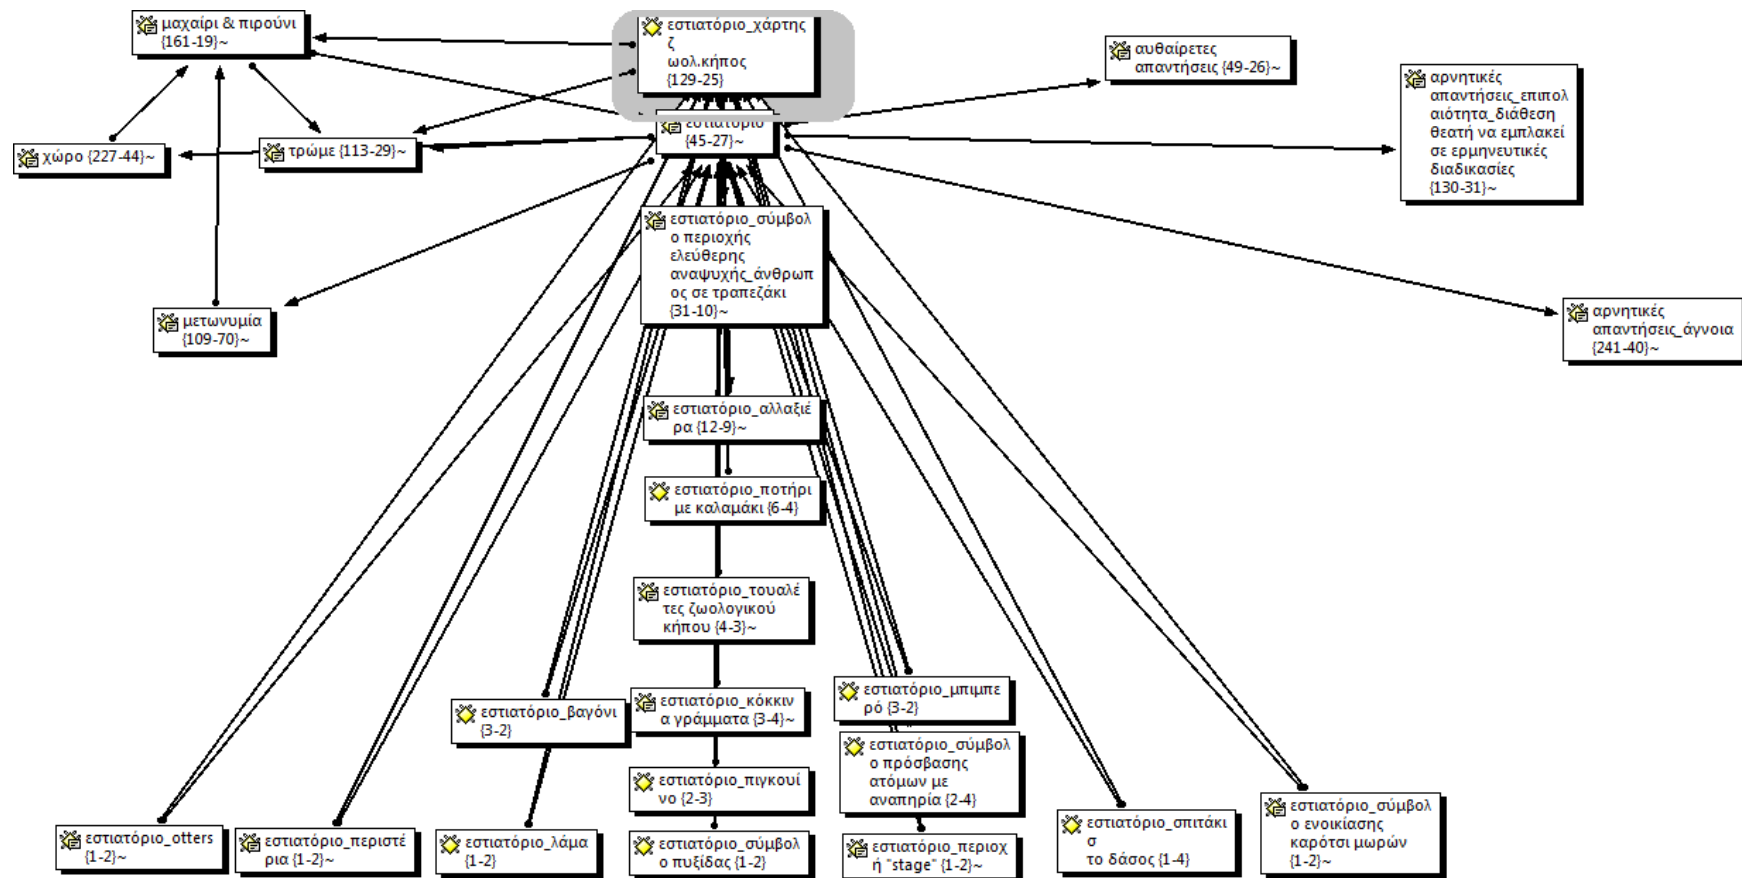 μαχαίρι & πιρούνι
{161-19}~
εστιατόριο_χάρτης
ζ
ωολ.κήπος
{129-25}
αυθαίρετες
απαντήσεις {49-26}~
αρνητικές
απαντήσεις_επιπολ
αιότητα_διάθεση
θεατή να εμπλακεί
σε ερμηνευτικές
διαδικασίες
{130-31}~
εστιατόριο
{45-27}~
χώρο {227-44}~
τρώμε {113-29}~
εστιατόριο_σύμβολ
ο περιοχής
ελεύθερης
αναψυχής_άνθρωπ
ος σε τραπεζάκι
{31-10}~
μετωνυμία
{109-70}~
αρνητικές
απαντήσεις_άγνοια
{241-40}~
εστιατόριο_αλλαξιέ
ρα {12-9}~
εστιατόριο_ποτήρι
με καλαμάκι {6-4}
εστιατόριο_τουαλέ
τες ζωολογικού
κήπου {4-3}~
εστιατόριο_βαγόνι
{3-2}
εστιατόριο_κόκκιν
α γράμματα {3-4}~
εστιατόριο_μπιμπε
ρό {3-2}
εστιατόριο_πιγκουί
νο {2-3}
εστιατόριο_σύμβολ
ο πρόσβασης
ατόμων με
αναπηρία {2-4}
εστιατόριο_otters
{1-2}~
εστιατόριο_περιστέ
ρια {1-2}~
εστιατόριο_λάμα
{1-2}
εστιατόριο_σύμβολ
ο πυξίδας {1-2}
εστιατόριο_περιοχ
ή "stage" {1-2}~
εστιατόριο_σπιτάκι
σ
το δάσος {1-4}
εστιατόριο_σύμβολ
ο ενοικίασης
καρότσι μωρών
{1-2}~